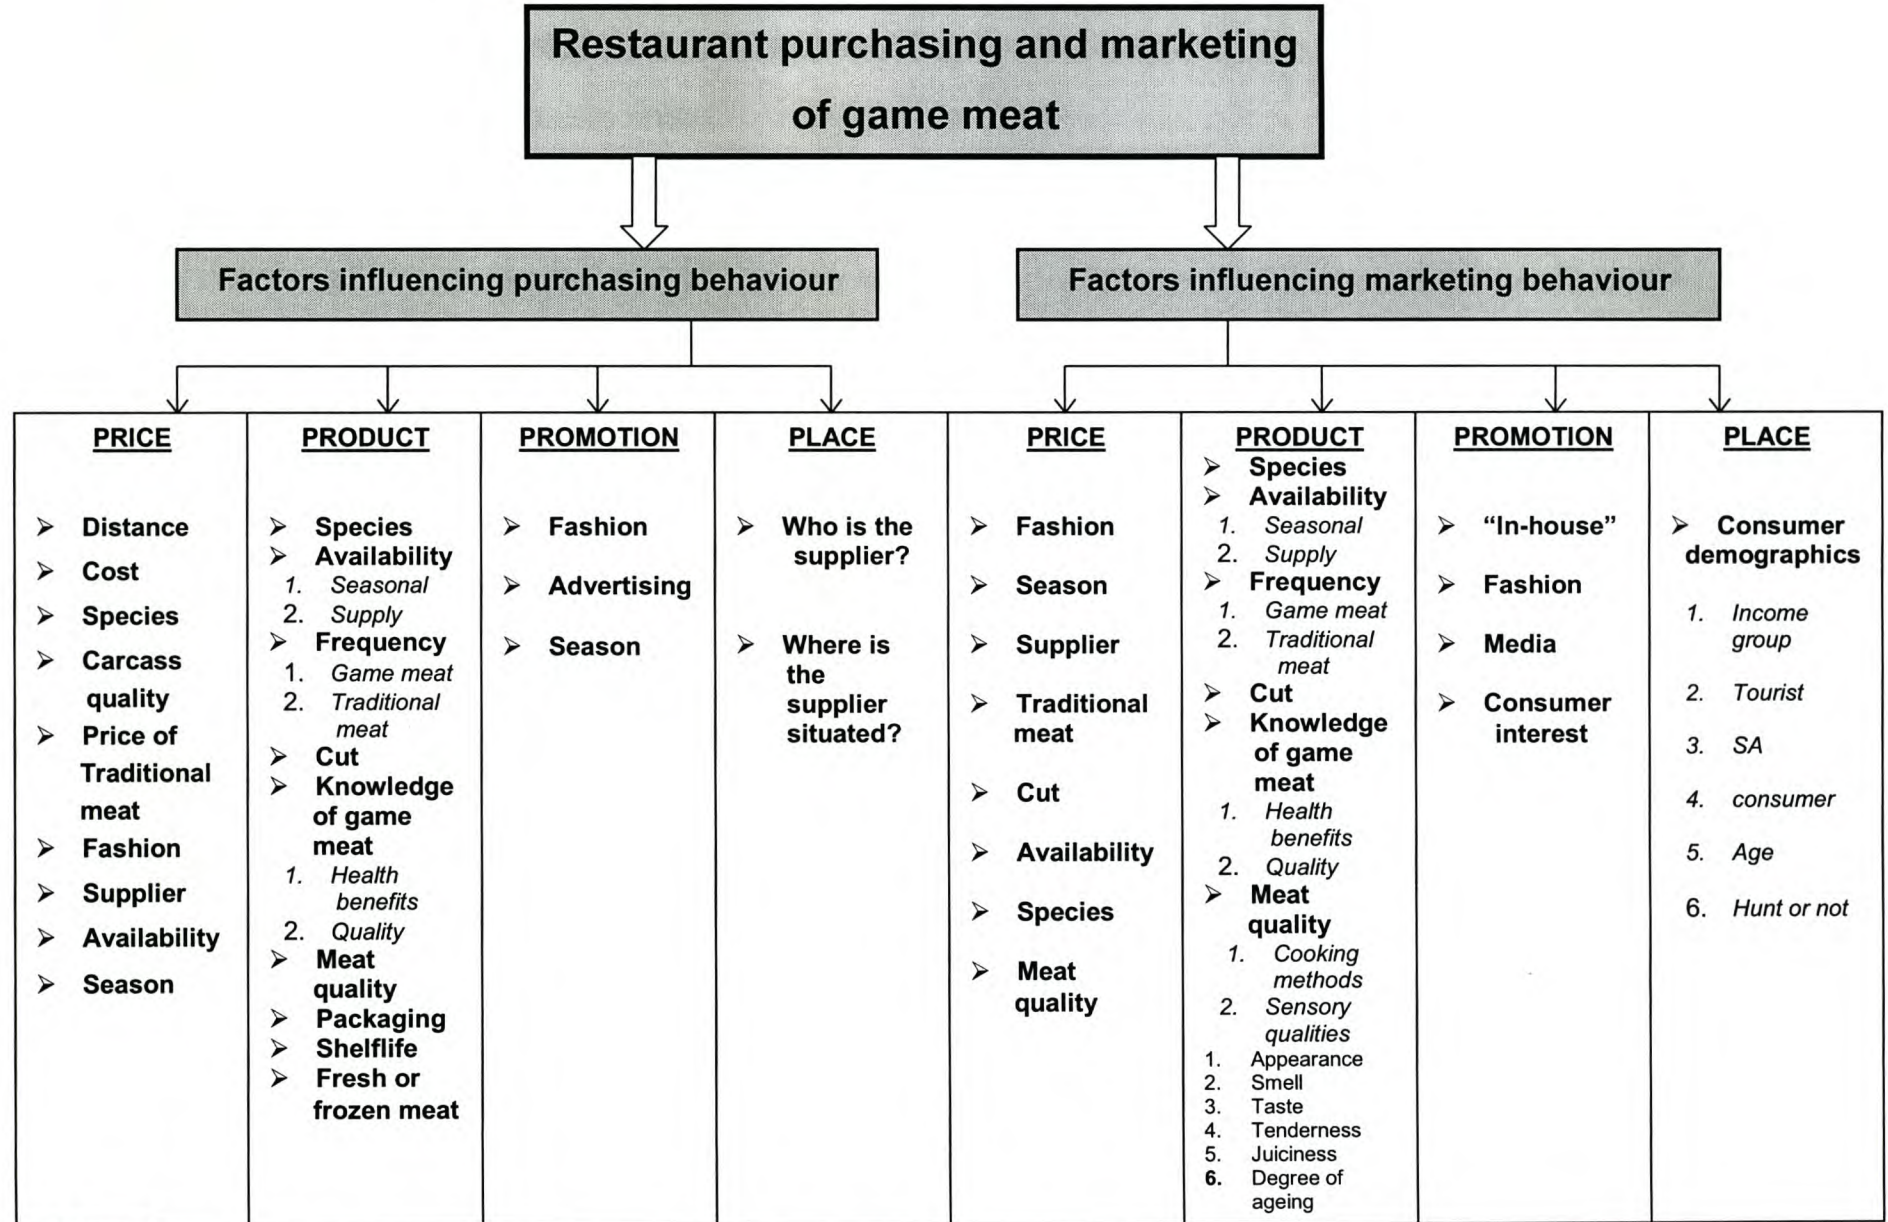 Restaurant purchasing and marketing
of game meat
Factors influencing purchasing behaviour
Factors influencing marketing behaviour
PRICE
➢ Distance
➢ Cost
➢ Species
➢ Carcass
quality
➢ Price of
Traditional
meat
➢ Fashion
➢ Supplier
➢ Availability
➢ Season
PRODUCT
➢ Species
➢ Availability
1. Seasonal
2. Supply
➢ Frequency
1. Game meat
2. Traditional
meat
➢ Cut
➢ Knowledge
of game
meat
1. Health
benefits
2. Quality
➢ Meat
quality
➢ Packaging
➢ Shelflife
➢ Fresh or
frozen meat
PROMOTION
➢ Fashion
➢ Advertising
➢ Season
PLACE
➢ Who is the
supplier?
➢ Where is
the
supplier
situated?
PRICE
➢ Fashion
➢ Season
➢ Supplier
➢ Traditional
meat
➢ Cut
➢ Availability
➢ Species
➢ Meat
quality
PRODUCT
➢ Species
➢ Availability
1. Seasonal
2. Supply
➢ Frequency
1. Game meat
2. Traditional
meat
➢ Cut
➢ Knowledge
of game
meat
1. Health
benefits
2. Quality
➢ Meat
quality
1. Cooking
methods
2. Sensory
qualities
1. Appearance
2. Smell
3. Taste
4. Tenderness
5. Juiciness
6. Degree of
ageing
PROMOTION
➢ “In-house”
➢ Fashion
➢ Media
➢ Consumer
interest
PLACE
➢ Consumer
demographics
1. Income
group
2. Tourist
3. SA
4. consumer
5. Age
6. Hunt or not